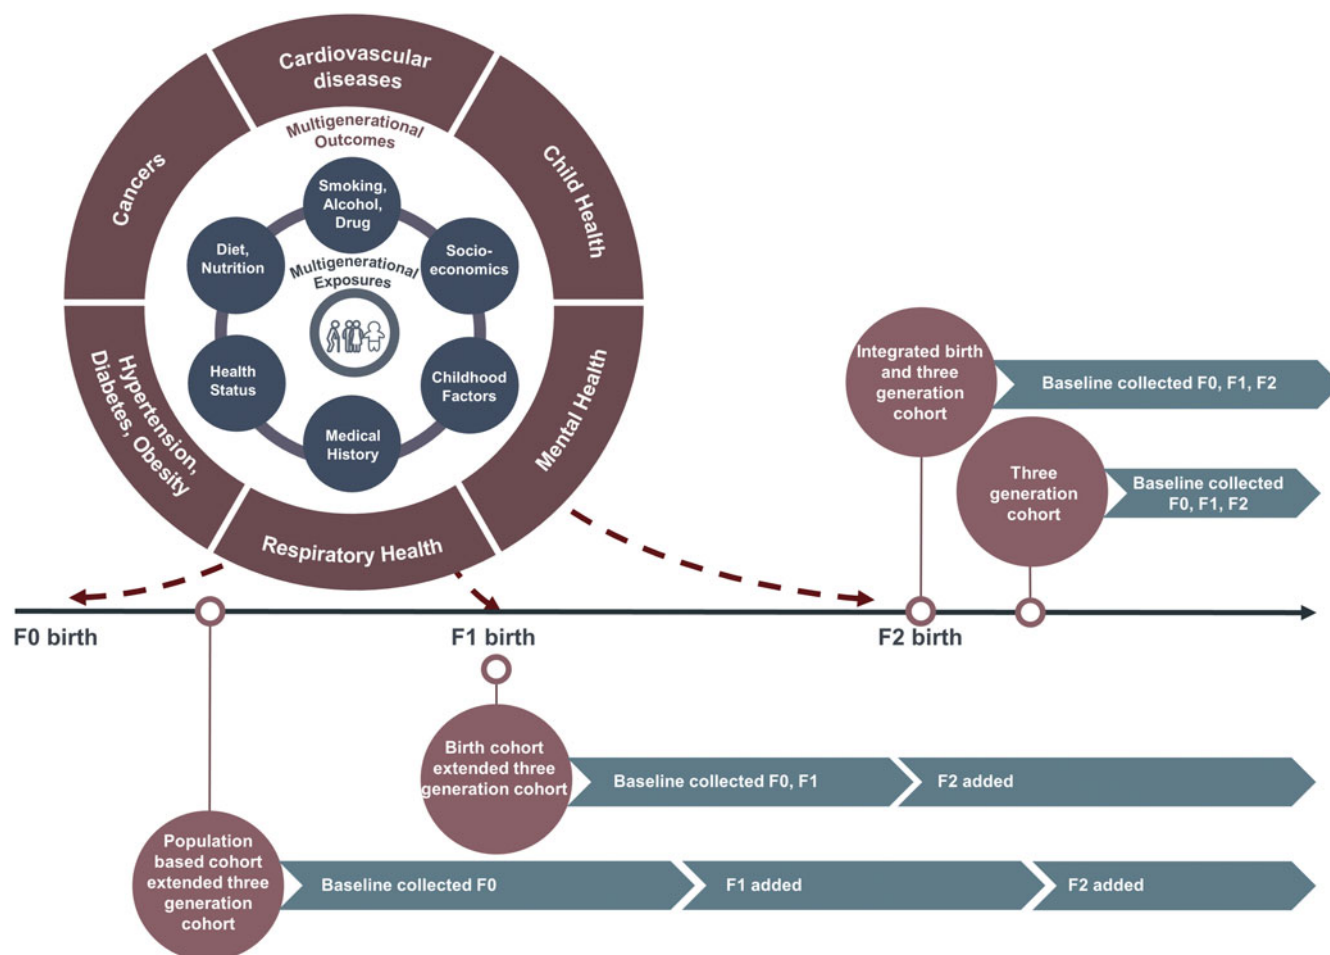 Cardiovascular
diseases
Multigenerational
Outcomes
Cancers
Child Health
Smoking,
Alcohol,
Drug
Diet,
Nutrition
Socio-
economics
Multigenerational
Exposures
Health
Status
Childhood
Factors
Medical
History
Hypertension,
Diabetes, Obesity
Mental Health
Respiratory Health
Integrated birth
and three
generation
cohort
Baseline collected F0, F1, F2
Three
generation
cohort
Baseline collected
F0, F1, F2
F0 birth
F1 birth
F2 birth
Birth cohort
extended three
generation cohort
Baseline collected F0, F1
F2 added
Population
based cohort
extended three
generation
cohort
Baseline collected F0
F1 added
F2 added